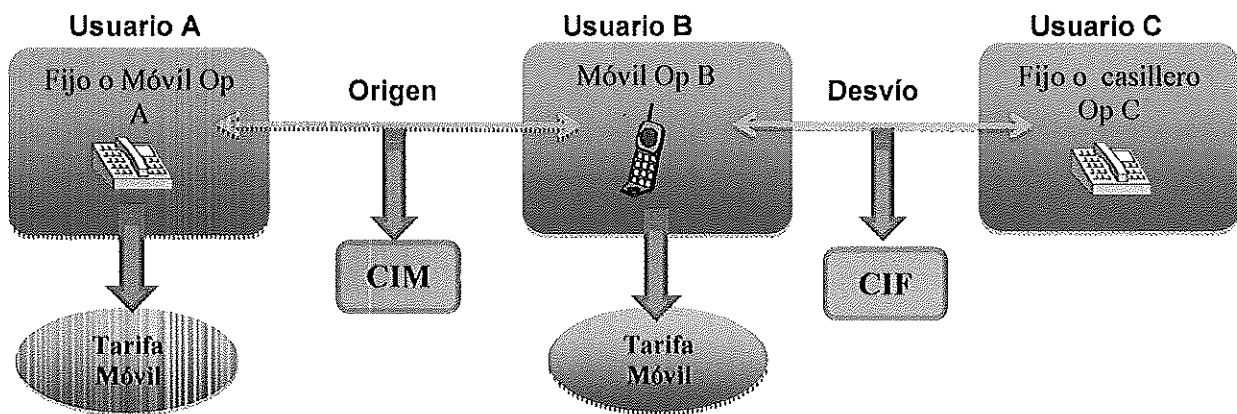 Usuario A
Usuario B
Usuario C
Fijo o Móvil Op
A
Origen
Móvil Op B
Desvío
Fijo o casillero
Op C
CIM
CIF
Tarifa
Móvil
Tarifa
Móvil